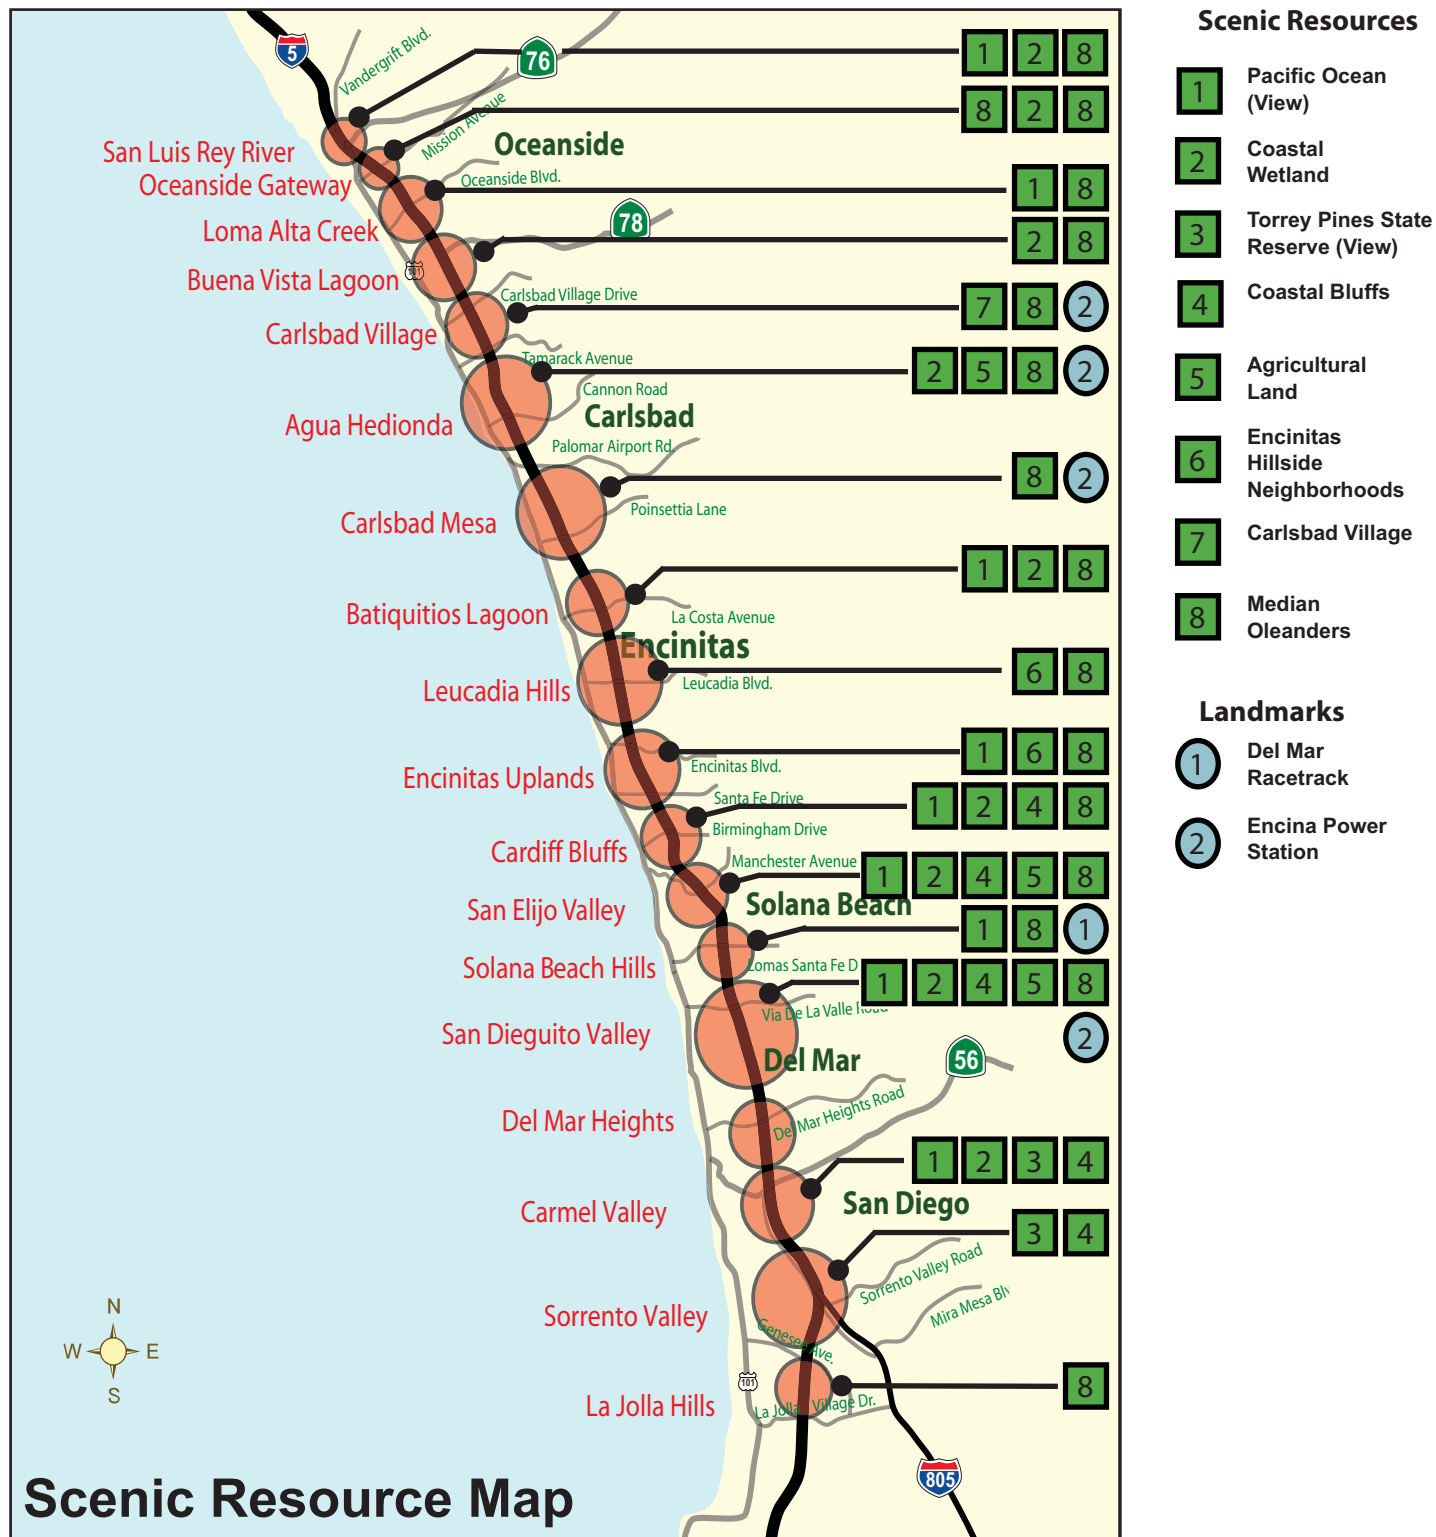 5
Vandergrift Blvd.
76
1 2 8
Mission Avenue
8 2 8
San Luis Rey River
Oceanside
Oceanside Gateway
Oceanside Blvd.
1 8
Loma Alta Creek
78
2 8
Buena Vista Lagoon
101
Carlsbad Village Drive
7 8 2
Carlsbad Village
Tamarack Avenue
2 5 8 2
Cannon Road
Carlsbad
Agua Hedionda
Palomar Airport Rd.
8 2
Poinsettia Lane
Carlsbad Mesa
1 2 8
Batiquitios Lagoon
La Costa Avenue
Encinitas
6 8
Leucadia Hills
Leucadia Blvd.
1 6 8
Encinitas Uplands
Encinitas Blvd.
Santa Fe Drive
1 2 4 8
Birmingham Drive
Cardiff Bluffs
Manchester Avenue
1 2 4 5 8
San Elijo Valley
Solana Beach
1 8 1
Solana Beach Hills
Lomas Santa Fe D
1 2 4 5 8
Via De La Valle Road
San Dieguito Valley
2
Del Mar
56
Del Mar Heights
Del Mar Heights Road
1 2 3 4
Carmel Valley
San Diego
3 4
Sorrento Valley Road
Mira Mesa Blv
Sorrento Valley
Genesee Ave.
101
8
La Jolla Hills
La Jolla Village Dr.
805
N
W E
S
Scenic Resource Map
Scenic Resources
1 Pacific Ocean
(View)
2 Coastal
Wetland
3 Torrey Pines State
Reserve (View)
4 Coastal Bluffs
5 Agricultural
Land
6 Encinitas
Hillside
Neighborhoods
7 Carlsbad Village
8 Median
Oleanders
Landmarks
1 Del Mar
Racetrack
2 Encina Power
Station